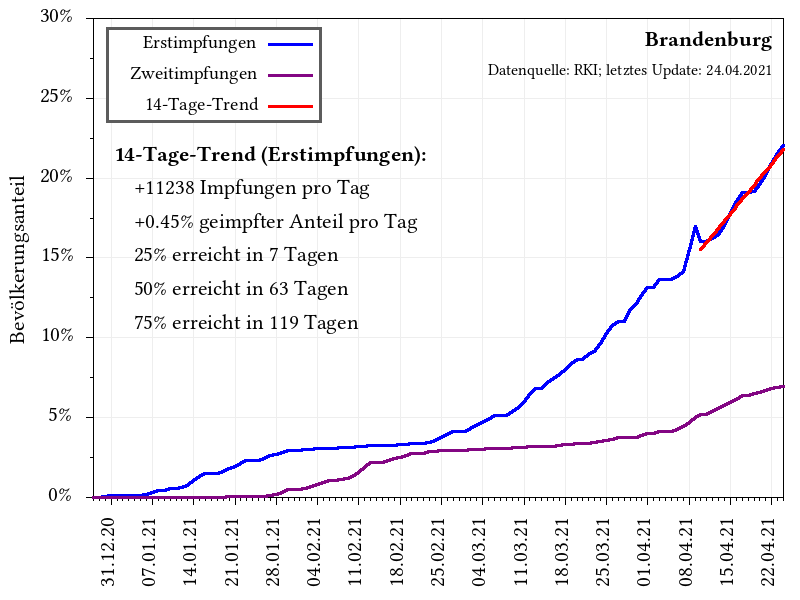 30%
25%
20%
15%
10%
5%
0%
Bevölkerungsanteil
Erstimpfungen
Zweitimpfungen
14-Tage-Trend
Brandenburg
Datenquelle: RKI; letztes Update: 24.04.2021
14-Tage-Trend (Erstimpfungen):
+11238 Impfungen pro Tag
+0.45% geimpfter Anteil pro Tag
25% erreicht in 7 Tagen
50% erreicht in 63 Tagen
75% erreicht in 119 Tagen
31.12.20
07.01.21
14.01.21
21.01.21
28.01.21
04.02.21
11.02.21
18.02.21
25.02.21
04.03.21
11.03.21
18.03.21
25.03.21
01.04.21
08.04.21
15.04.21
22.04.21